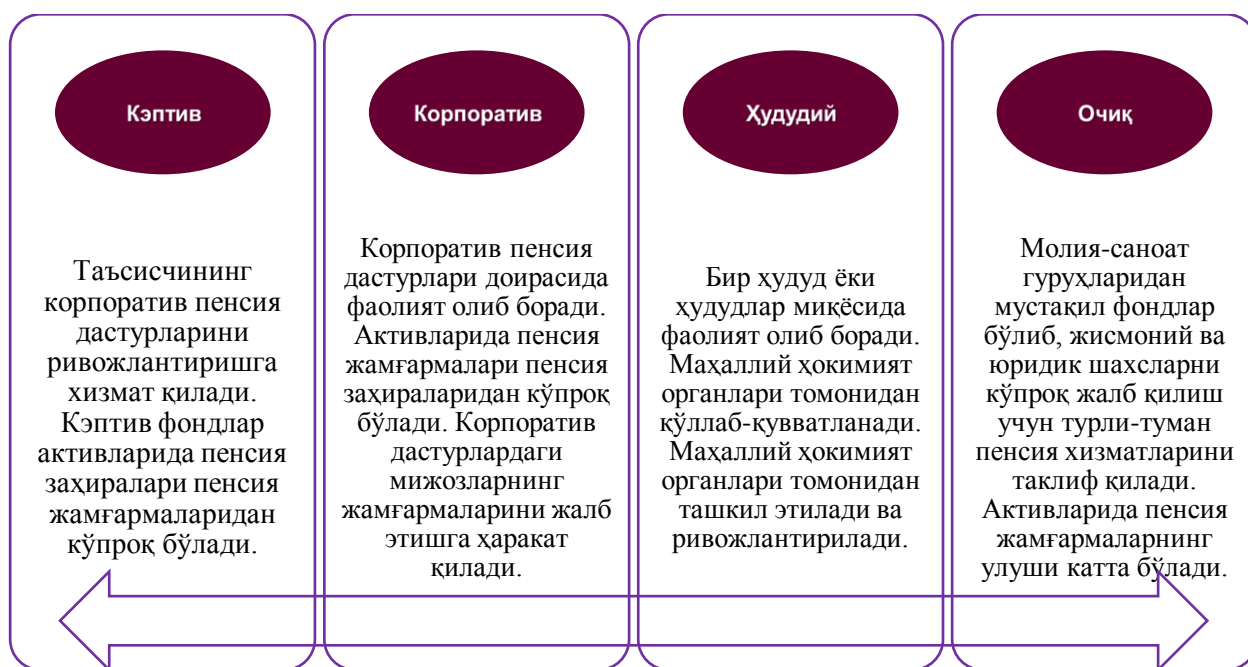 Кэптив
Таъсисчининг
корпоратив пенсия
дастурларини
ривожлантиришга
хизмат қилади.
Кэптив фондлар
активларида пенсия
заҳиралари пенсия
жамғармаларидан
кўпроқ бўлади.
Корпоратив
Корпоратив пенсия
дастурлари доирасида
фаолият олиб боради.
Активларида пенсия
жамғармалари пенсия
заҳираларидан кўпроқ
бўлади. Корпоратив
дастурлардаги
мижозларнинг
жамғармаларини жалб
этишга ҳаракат
қилади.
Ҳудудий
Бир ҳудуд ёки
ҳудудлар миқёсида
фаолият олиб боради.
Маҳаллий ҳокимият
органлари томонидан
қўллаб-қувватланади.
Маҳаллий ҳокимият
органлари томонидан
ташкил этилади ва
ривожлантирилади.
Очиқ
Молия-саноат
гуруҳларидан
мустақил фондлар
бўлиб, жисмоний ва
юридик шахсларни
кўпроқ жалб қилиш
учун турли-туман
пенсия хизматларини
таклиф қилади.
Активларида пенсия
жамғармаларнинг
улуши катта бўлади.